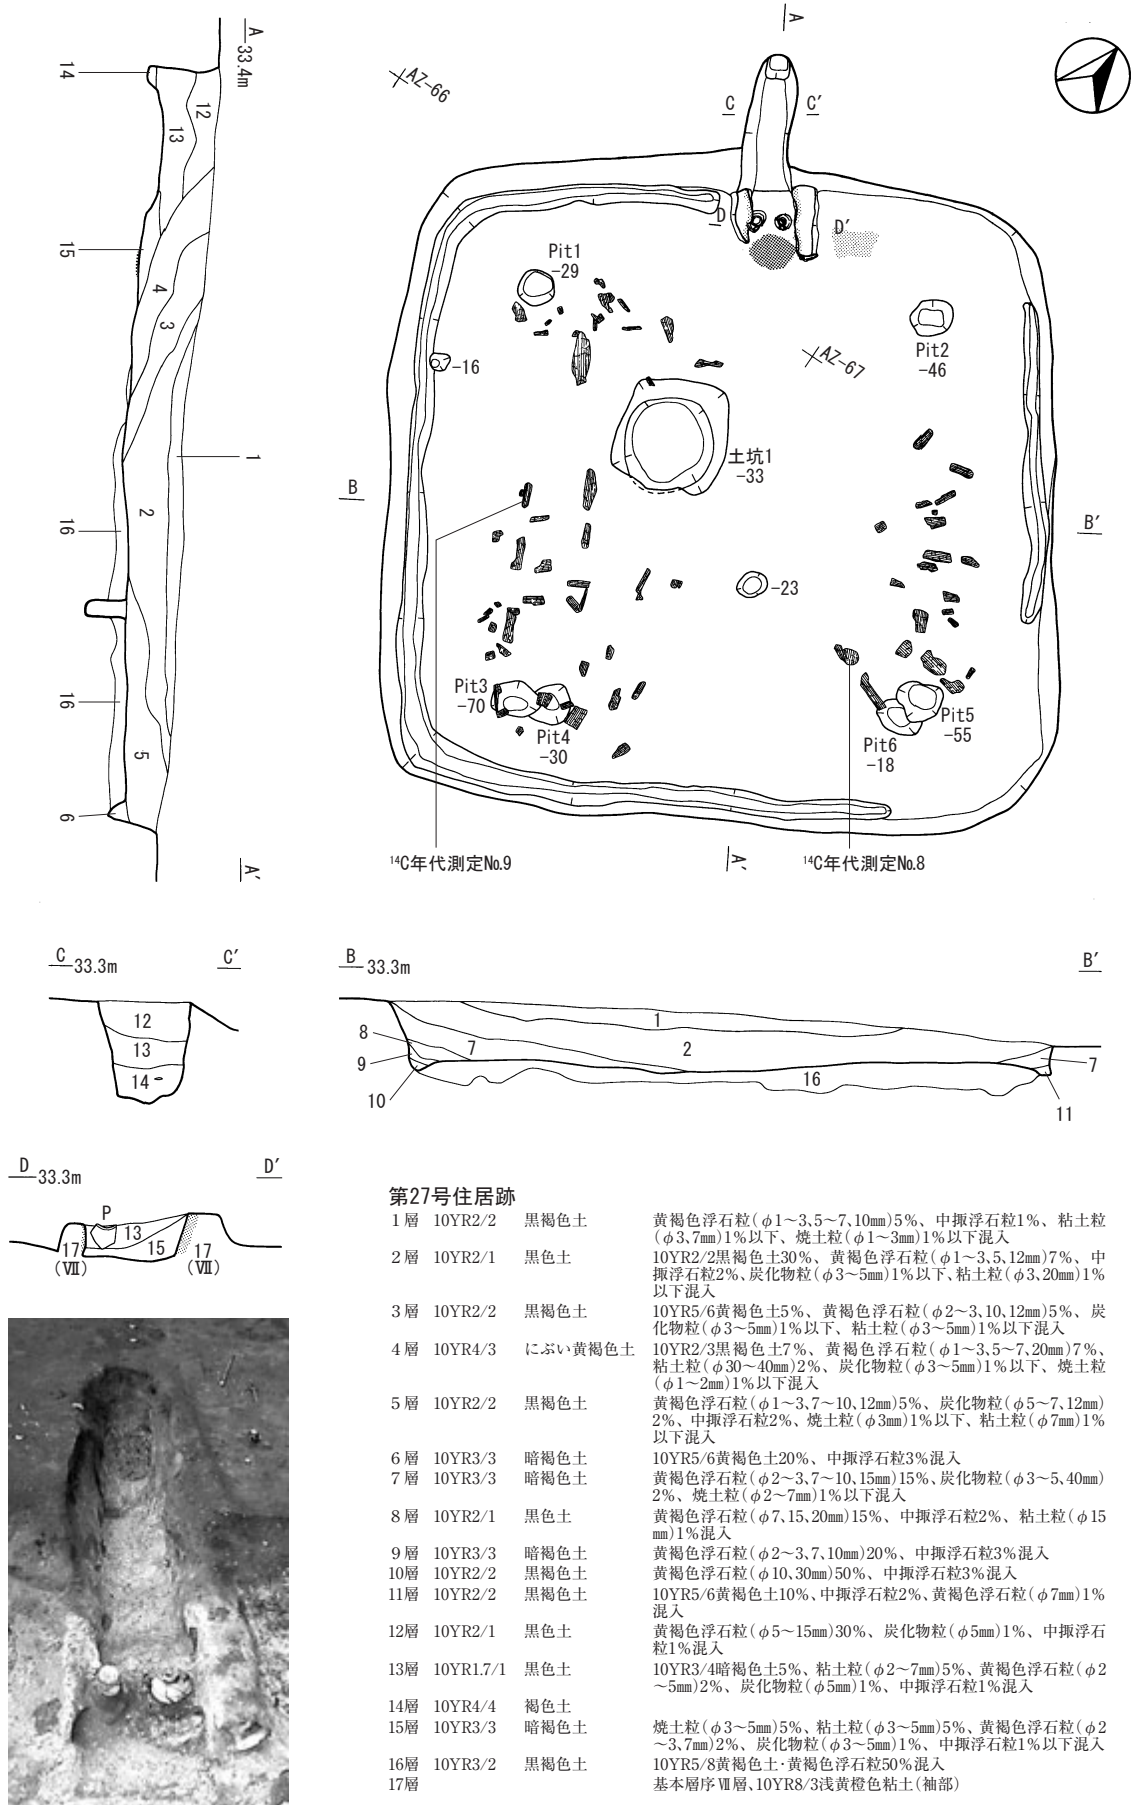 A
33.4m
14
12
13
15
4
3
1
2
16
16
5
6
A′
A
AZ-66
C
C′
D
D′
Pit1
-29
Pit2
-46
-16
AZ-67
土坑1
-33
B
B′
-23
Pit3
-70
Pit4
-30
Pit5
-55
Pit6
-18
A′
¹⁴C年代測定No.9
¹⁴C年代測定No.8
C 33.3m
C′
12
13
14
B 33.3m
B′
1
2
7
8
9
10
16
7
11
D 33.3m
D′
P
13
15
17
(Ⅶ)
17
(Ⅶ)
第27号住居跡
1層 10YR2/2 黒褐色土 黄褐色浮石粒(φ1～3,5～7,10㎜)5%、中掫浮石粒1%、粘土粒
(φ3,7㎜)1%以下、焼土粒(φ1～3㎜)1%以下混入
2層 10YR2/1 黒色土 10YR2/2黒褐色土30%、黄褐色浮石粒(φ1～3,5,12㎜)7%、中
掫浮石粒2%、炭化物粒(φ3～5㎜)1%以下、粘土粒(φ3,20㎜)1%
以下混入
3層 10YR2/2 黒褐色土 10YR5/6黄褐色土5%、黄褐色浮石粒(φ2～3,10,12㎜)5%、炭
化物粒(φ3～5㎜)1%以下、粘土粒(φ3～5㎜)1%以下混入
4層 10YR4/3 にぶい黄褐色土 10YR2/3黒褐色土7%、黄褐色浮石粒(φ1～3,5～7,20㎜)7%、
粘土粒(φ30～40㎜)2%、炭化物粒(φ3～5㎜)1%以下、焼土粒
(φ1～2㎜)1%以下混入
5層 10YR2/2 黒褐色土 黄褐色浮石粒(φ1～3,7～10,12㎜)5%、炭化物粒(φ5～7,12㎜)
2%、中掫浮石粒2%、焼土粒(φ3㎜)1%以下、粘土粒(φ7㎜)1%
以下混入
6層 10YR3/3 暗褐色土 10YR5/6黄褐色土20%、中掫浮石粒3%混入
7層 10YR3/3 暗褐色土 黄褐色浮石粒(φ2～3,7～10,15㎜)15%、炭化物粒(φ3～5,40㎜)
2%、焼土粒(φ2～7㎜)1%以下混入
8層 10YR2/1 黒色土 黄褐色浮石粒(φ7,15,20㎜)15%、中掫浮石粒2%、粘土粒(φ15
㎜)1%混入
9層 10YR3/3 暗褐色土 黄褐色浮石粒(φ2～3,7,10㎜)20%、中掫浮石粒3%混入
10層 10YR2/2 黒褐色土 黄褐色浮石粒(φ10,30㎜)50%、中掫浮石粒3%混入
11層 10YR2/2 黒褐色土 10YR5/6黄褐色土10%、中掫浮石粒2%、黄褐色浮石粒(φ7㎜)1%
混入
12層 10YR2/1 黒色土 黄褐色浮石粒(φ5～15㎜)30%、炭化物粒(φ5㎜)1%、中掫浮石
粒1%混入
13層 10YR1.7/1 黒色土 10YR3/4暗褐色土5%、粘土粒(φ2～7㎜)5%、黄褐色浮石粒(φ2
～5㎜)2%、炭化物粒(φ5㎜)1%、中掫浮石粒1%混入
14層 10YR4/4 褐色土
15層 10YR3/3 暗褐色土 焼土粒(φ3～5㎜)5%、粘土粒(φ3～5㎜)5%、黄褐色浮石粒(φ2
～3,7㎜)2%、炭化物粒(φ3～5㎜)1%、中掫浮石粒1%以下混入
16層 10YR3/2 黒褐色土 10YR5/8黄褐色土・黄褐色浮石粒50%混入
17層 基本層序Ⅶ層、10YR8/3浅黄橙色粘土(袖部)